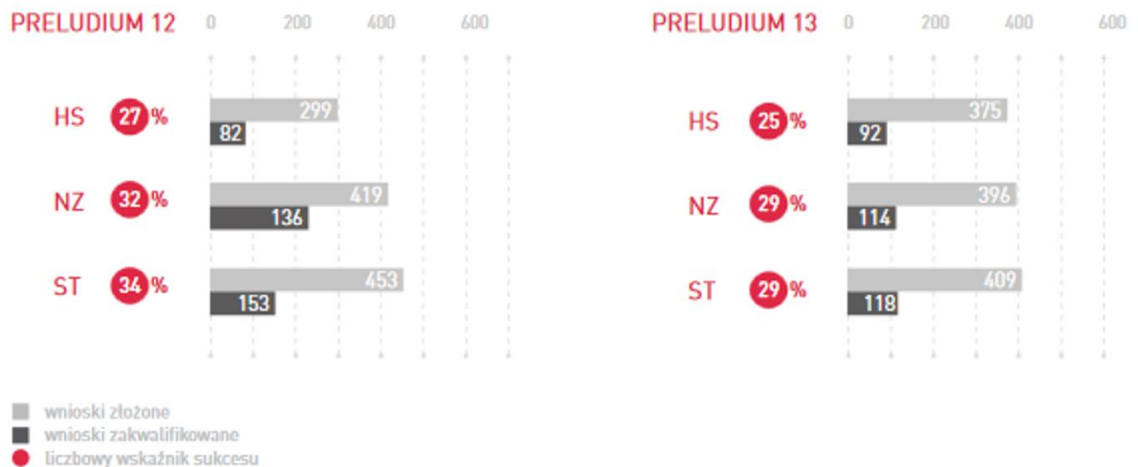 PRELUDIUM 12
0 200 400 600
HS 27 %
299
82
NZ 32 %
419
136
ST 34 %
453
153
PRELUDIUM 13
0 200 400 600
HS 25 %
375
92
NZ 29 %
396
114
ST 29 %
409
118
wnioski złożone
wnioski zakwalifikowane
liczbowy wskaźnik sukcesu